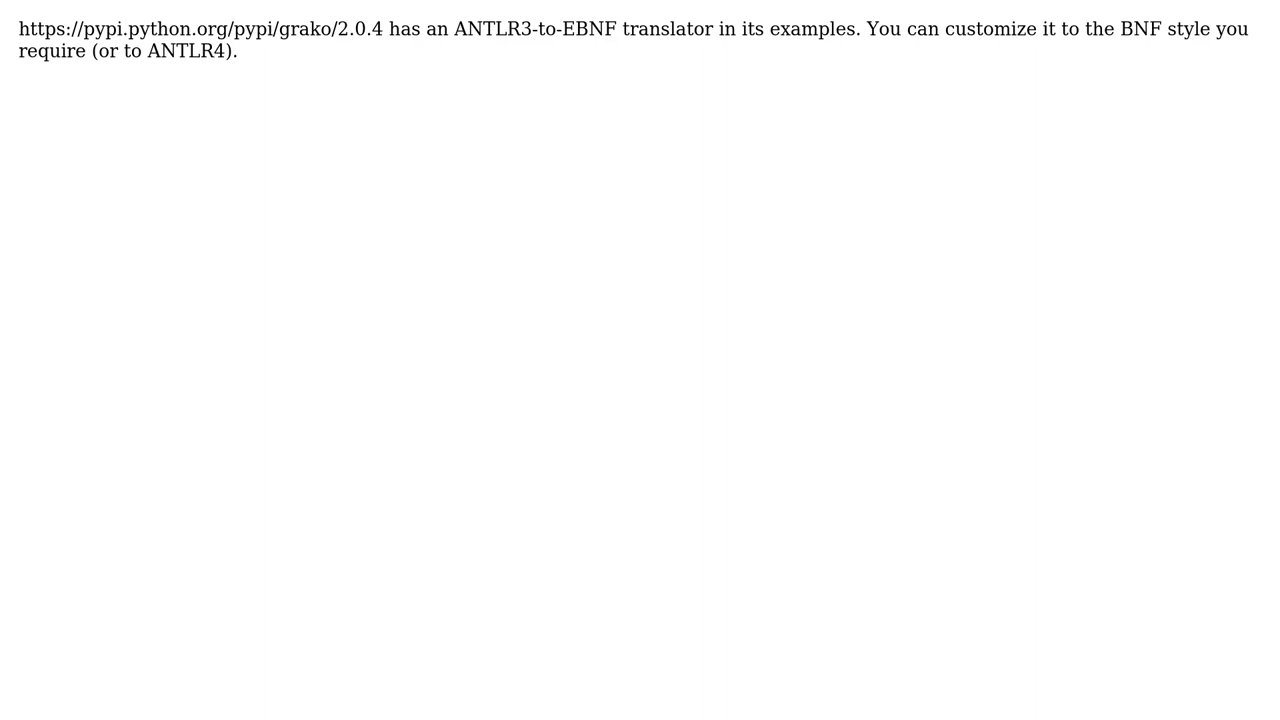 https://pypi.python.org/pypi/grako/2.0.4 has an ANTLR3-to-EBNF translator in its examples. You can customize it to the BNF style you
require (or to ANTLR4).